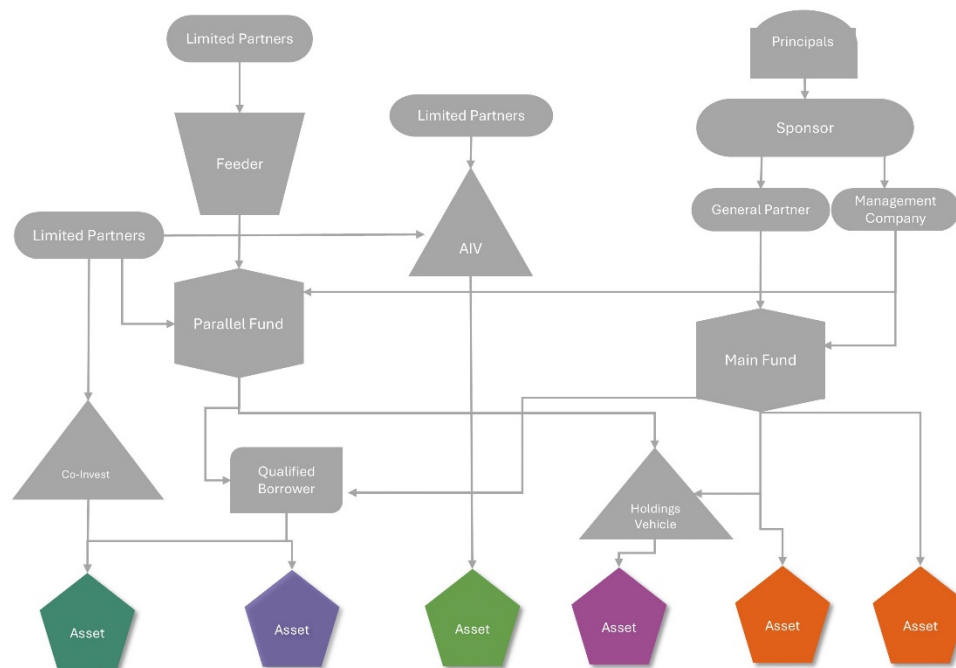 Limited Partners
Principals
Limited Partners
Sponsor
Feeder
General Partner
Management
Company
Limited Partners
AIV
Parallel Fund
Main Fund
Co-Invest
Qualified
Borrower
Holdings
Vehicle
Asset
Asset
Asset
Asset
Asset
Asset